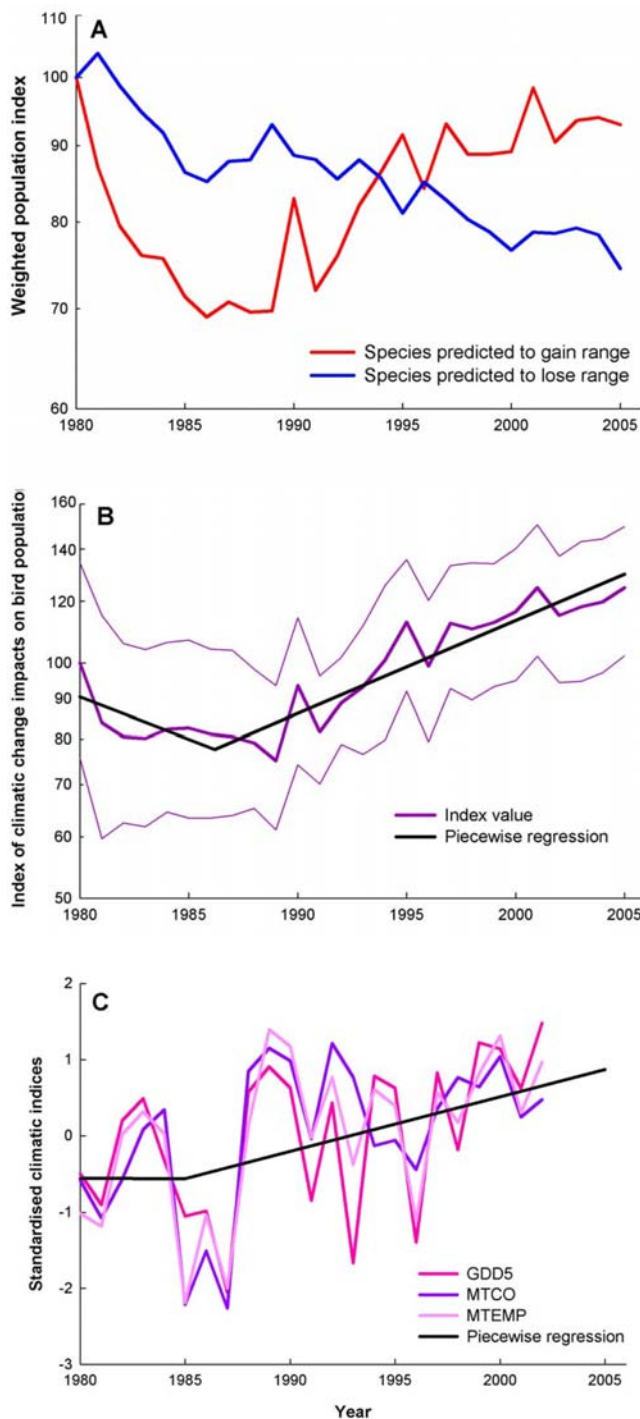 110
A
100
Weighted population index
90
80
70
Species predicted to gain range
Species predicted to lose range
60
1980 1985 1990 1995 2000 2005
160
B
140
Index of climatic change impacts on bird population
120
100
90
80
70
Index value
Piecewise regression
60
50
1980 1985 1990 1995 2000 2005
2
C
1
Standardised climatic indices
0
-1
-2
GDD5
MTCO
MTEMP
Piecewise regression
-3
1980 1985 1990 1995 2000 2005
Year